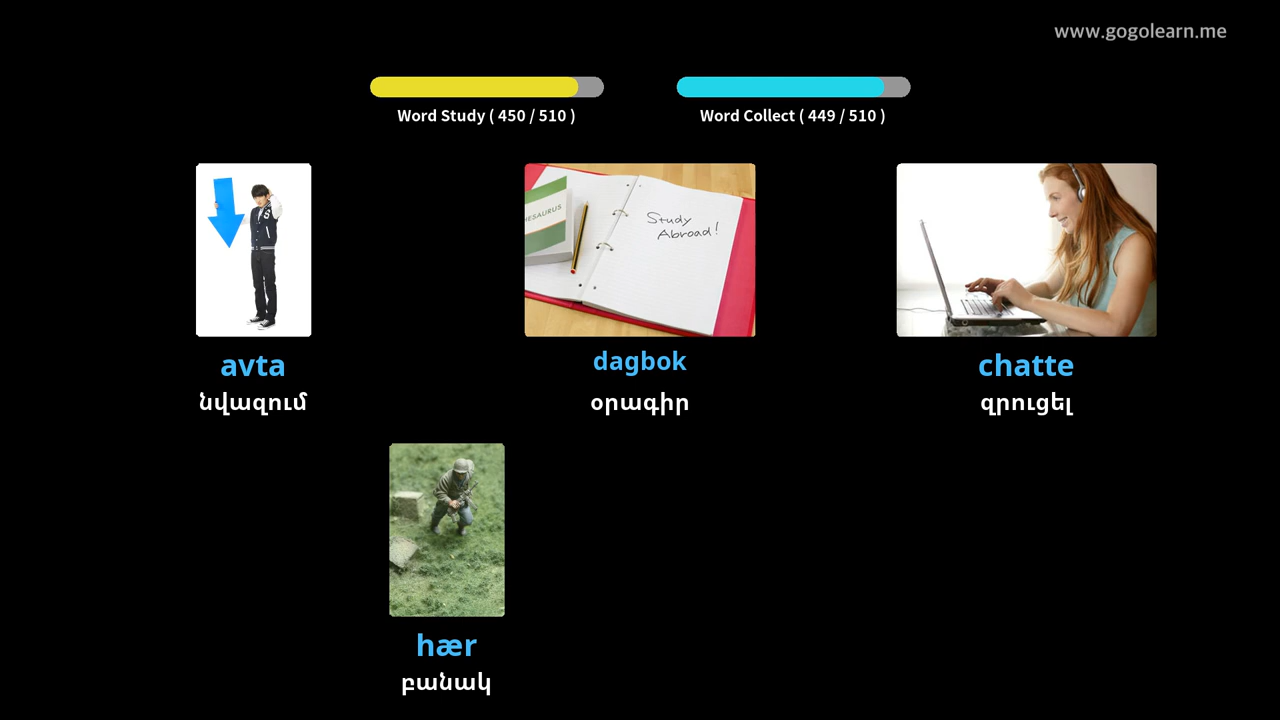 www.gogolearn.me
Word Study ( 450 / 510 )
Word Collect ( 449 / 510 )
HESAURUS
Study
Abroad!
S
avta
dagbok
chatte
նվազում
օրագիր
զրուցել
hær
բանակ